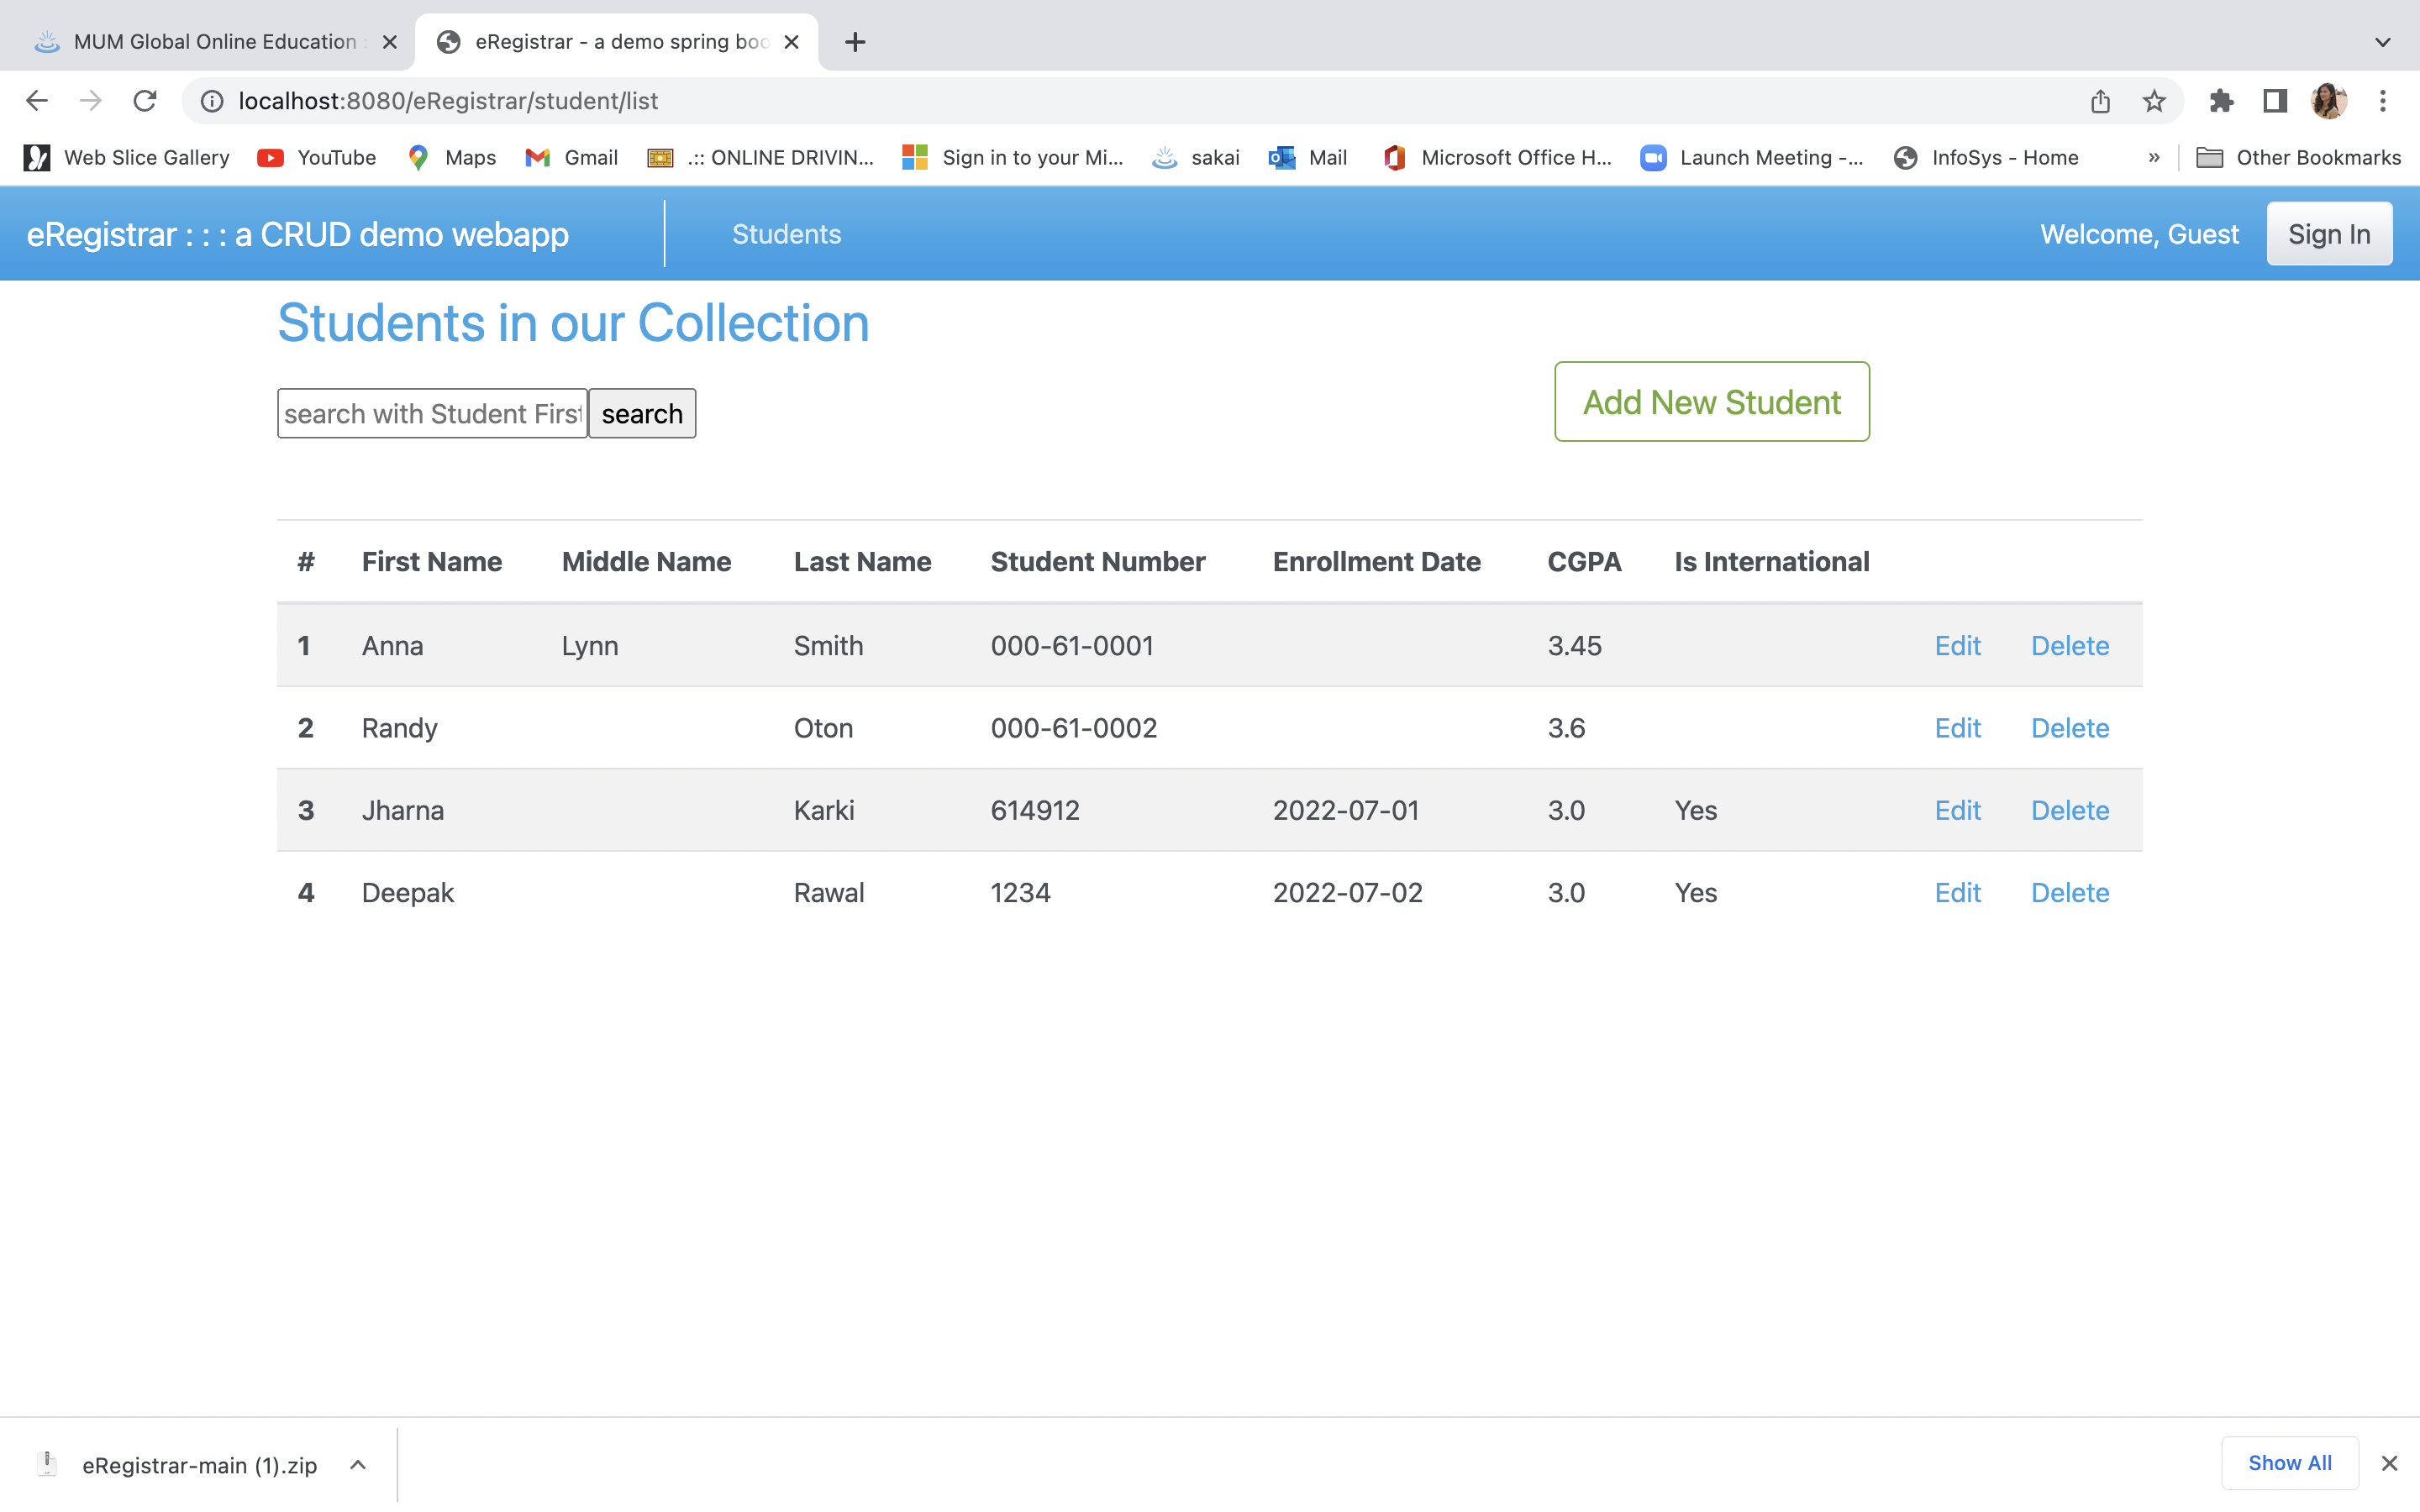 MUM Global Online Education :
eRegistrar - a demo spring boo
localhost:8080/eRegistrar/student/list
Web Slice Gallery YouTube Maps Gmail .:: ONLINE DRIVIN... Sign in to your Mi... sakai Mail Microsoft Office H... Launch Meeting -... InfoSys - Home » Other Bookmarks
eRegistrar : : : a CRUD demo webapp Students Welcome, Guest Sign In
Students in our Collection
search with Student First search Add New Student
# First Name Middle Name Last Name Student Number Enrollment Date CGPA Is International
1 Anna Lynn Smith 000-61-0001 3.45 Edit Delete
2 Randy Oton 000-61-0002 3.6 Edit Delete
3 Jharna Karki 614912 2022-07-01 3.0 Yes Edit Delete
4 Deepak Rawal 1234 2022-07-02 3.0 Yes Edit Delete
eRegistrar-main (1).zip Show All